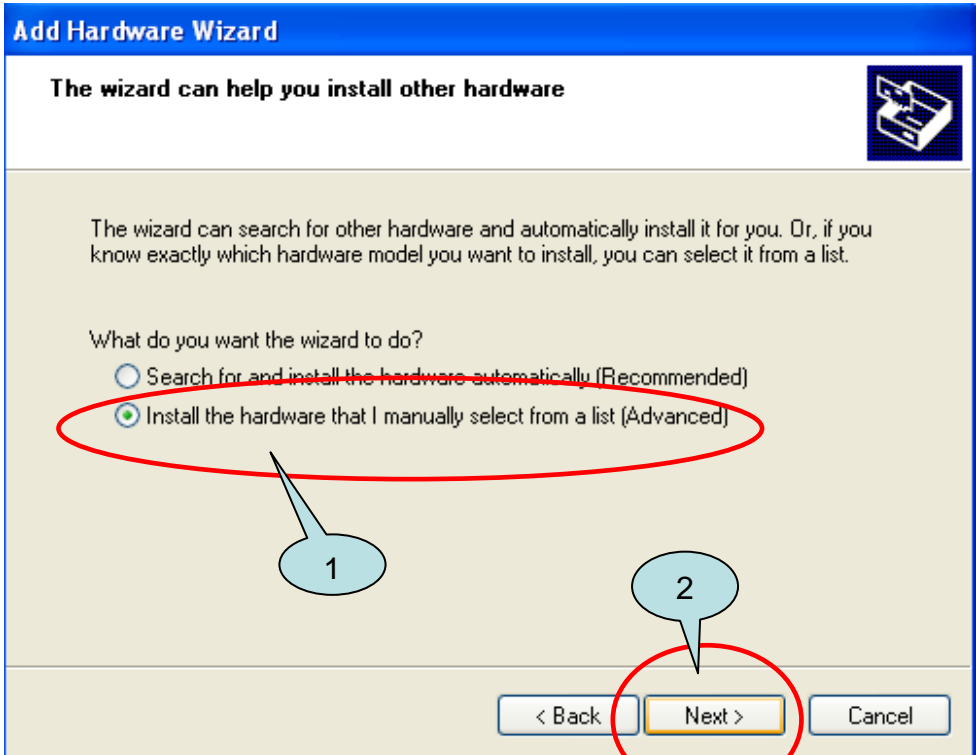 Add Hardware Wizard
The wizard can help you install other hardware
The wizard can search for other hardware and automatically install it for you. Or, if you
know exactly which hardware model you want to install, you can select it from a list.
What do you want the wizard to do?
Search for and install the hardware automatically (Recommended)
Install the hardware that I manually select from a list (Advanced)
1
2
< Back
Next >
Cancel